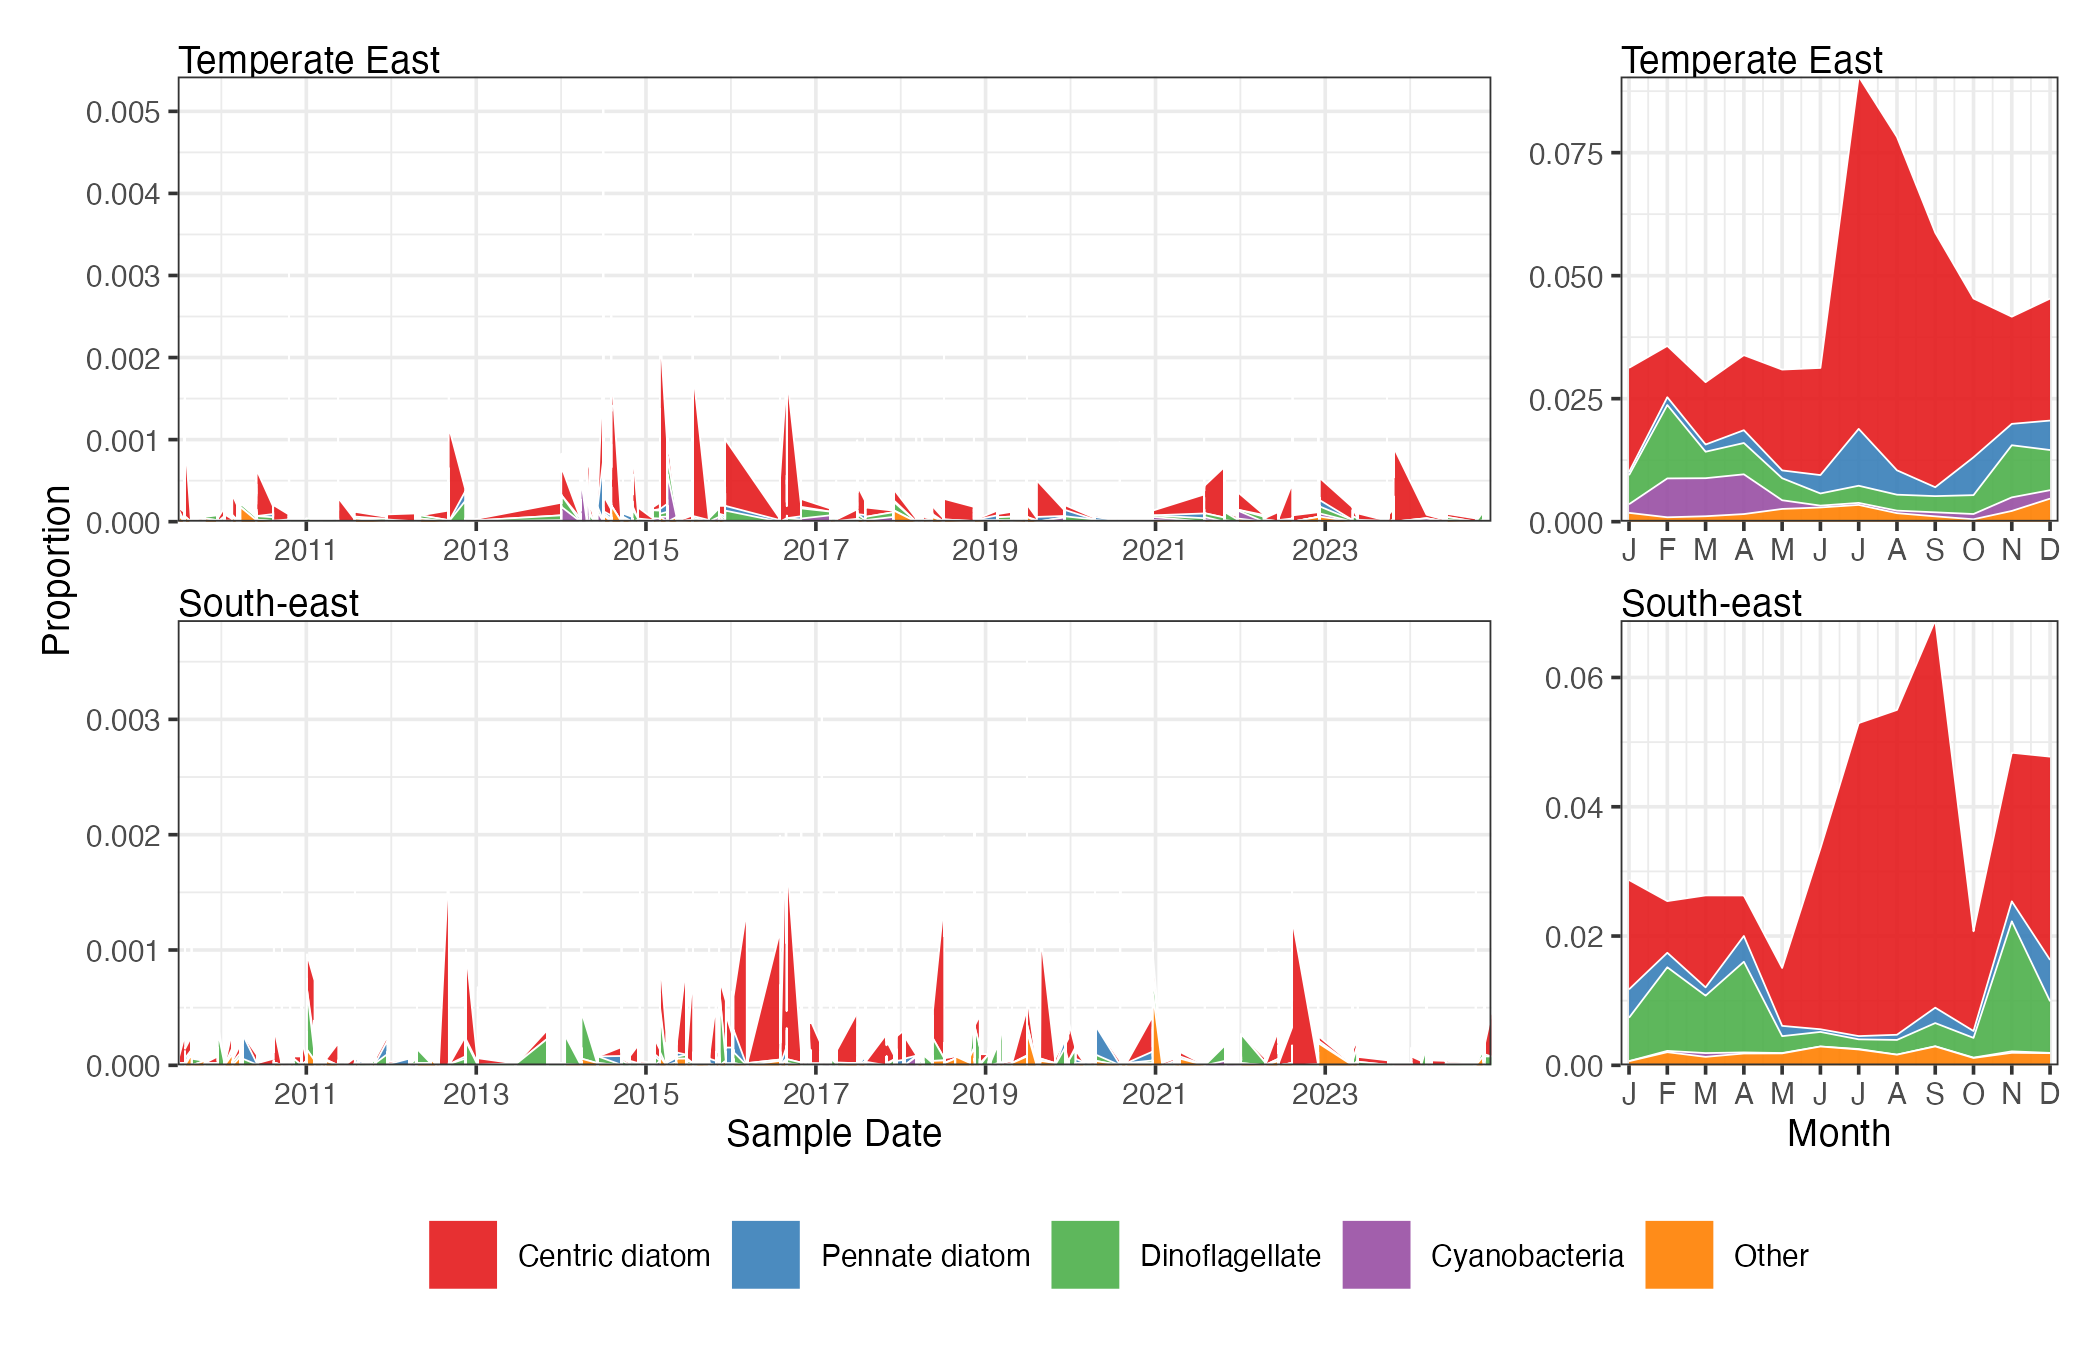 Temperate East
Temperate East
0.005
0.004
0.003
0.002
0.001
0.000
2011 2013 2015 2017 2019 2021 2023
0.075
0.050
0.025
0.000
J F M A M J J A S O N D
Proportion
South-east
South-east
0.003
0.002
0.001
0.000
2011 2013 2015 2017 2019 2021 2023
Sample Date
0.06
0.04
0.02
0.00
J F M A M J J A S O N D
Month
Centric diatom Pennate diatom Dinoflagellate Cyanobacteria Other